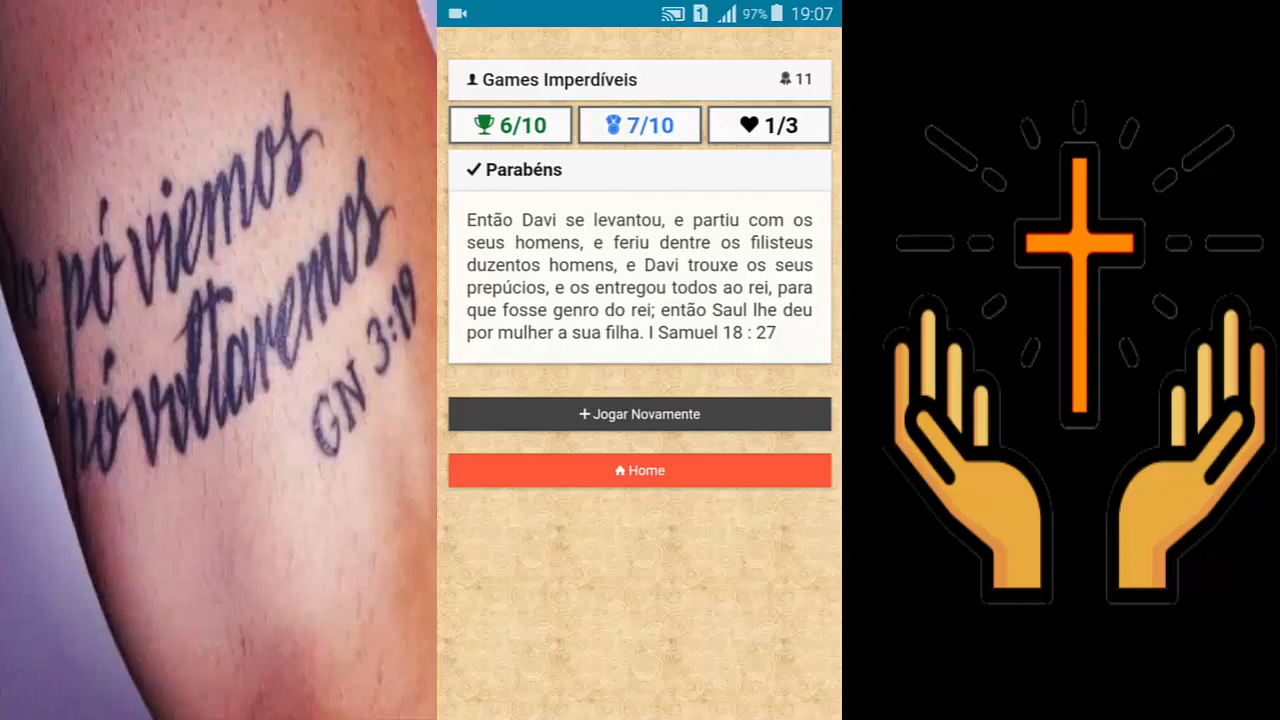 pó viemos
pó voltaremos
GN 3:19
19:07
97%
1
Games Imperdíveis
11
6/10
7/10
1/3
Parabéns
Então Davi se levantou, e partiu com os
seus homens, e feriu dentre os filisteus
duzentos homens, e Davi trouxe os seus
prepúcios, e os entregou todos ao rei, para
que fosse genro do rei; então Saul lhe deu
por mulher a sua filha. I Samuel 18 : 27
Jogar Novamente
Home